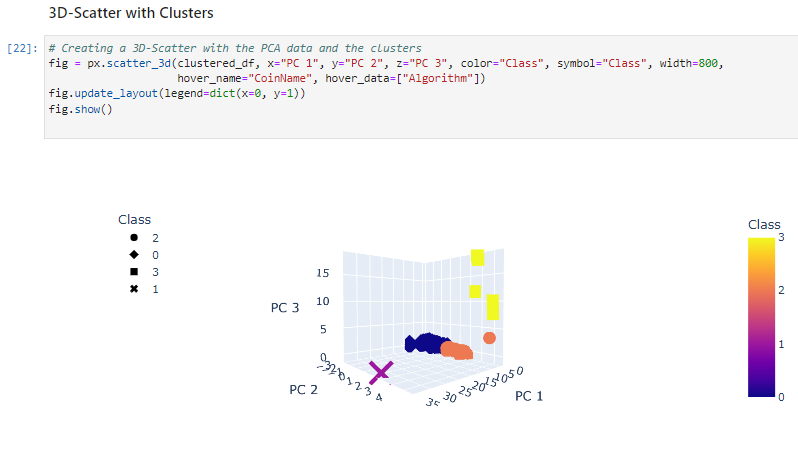 3D-Scatter with Clusters
[22]: # Creating a 3D-Scatter with the PCA data and the clusters
fig = px.scatter_3d(clustered_df, x="PC 1", y="PC 2", z="PC 3", color="Class", symbol="Class", width=800,
hover_name="CoinName", hover_data=["Algorithm"])
fig.update_layout(legend=dict(x=0, y=1))
fig.show()
Class
2
0
3
1
15
10
5
0
PC 3
PC 2
0
1
2
3
4
35
30
25
20
15
10
5
0
PC 1
Class
3
2
1
0